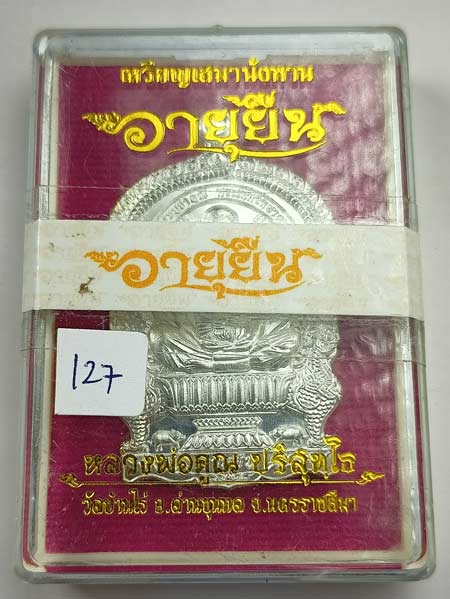 เหรียญเสมานั่งพาน
อายุยืน
อายุยืน
127
หลวงพ่อคูณ ปริสุทฺโธ
วัดบ้านไร่ อ.ด่านขุนทด จ.นครราชสีมา